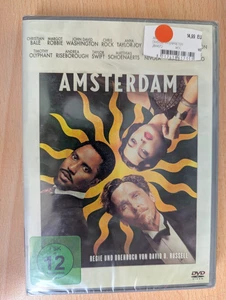 CHRISTIAN MARGOT JOHN DAVID CHRIS ANYA
BALE ROBBIE WASHINGTON ROCK TAYLOR-JOY
TIMOTHY ANDREA TAYLOR MATTHIAS
OLYPHANT RISEBOROUGH SWIFT SCHOENAERTS
AMSTERDAM
REGIE UND DREHBUCH VON DAVID O. RUSSELL
FSK
12
DVD